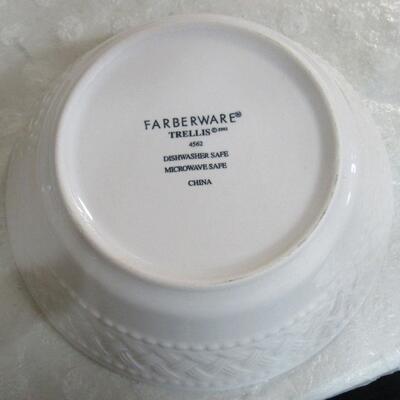 FARBERWARE®
TRELLIS ©
4562
DISHWASHER SAFE
MICROWAVE SAFE
CHINA